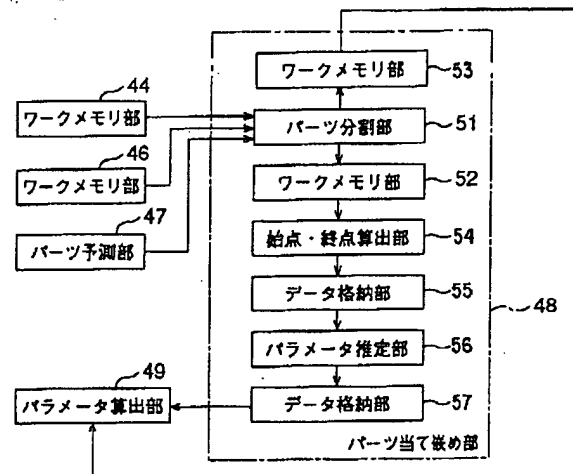 ワークメモリ部
53
44
ワークメモリ部
パーツ分割部
51
46
ワークメモリ部
ワークメモリ部
52
47
パーツ予測部
始点・終点算出部
54
データ格納部
55
48
パラメータ推定部
56
49
パラメータ算出部
データ格納部
57
パーツ当て嵌め部